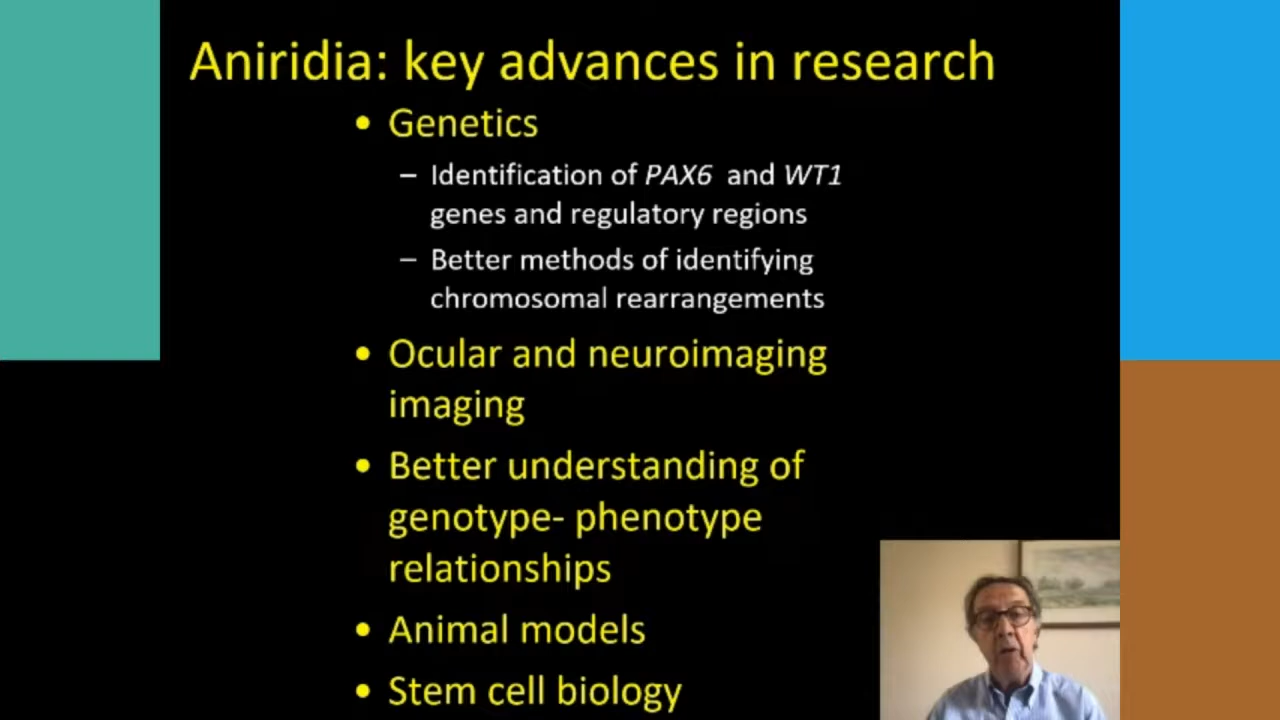 Aniridia: key advances in research
• Genetics
– Identification of PAX6 and WT1
genes and regulatory regions
– Better methods of identifying
chromosomal rearrangements
• Ocular and neuroimaging
imaging
• Better understanding of
genotype- phenotype
relationships
• Animal models
• Stem cell biology